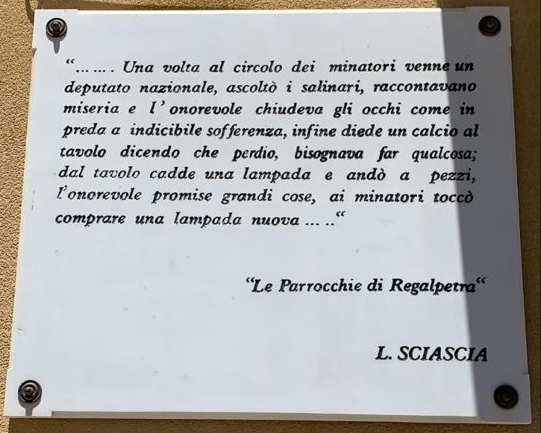 “...... Una volta al circolo dei minatori venne un
deputato nazionale, ascoltò i salinari, raccontavano
miseria e l'onorevole chiudeva gli occhi come in
preda a indicibile sofferenza, infine diede un calcio al
tavolo dicendo che perdio, bisognava far qualcosa;
dal tavolo cadde una lampada e andò a pezzi,
l'onorevole promise grandi cose, ai minatori toccò
comprare una lampada nuova ... ..“
“Le Parrocchie di Regalpetra“
L. SCIASCIA